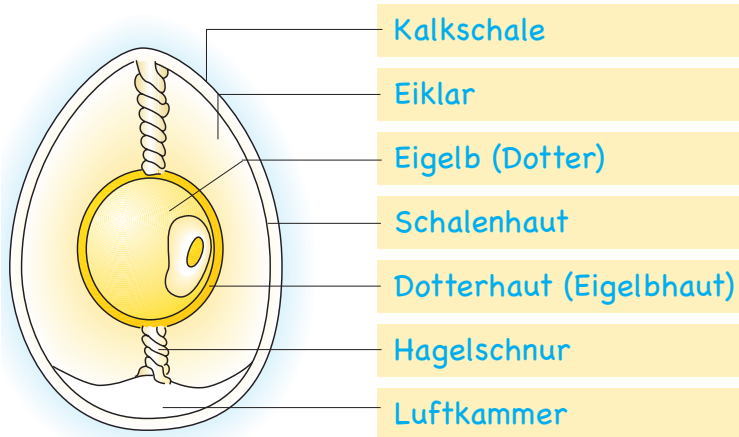 Kalkschale
Eiklar
Eigelb (Dotter)
Schalenhaut
Dotterhaut (Eigelbhaut)
Hagelschnur
Luftkammer